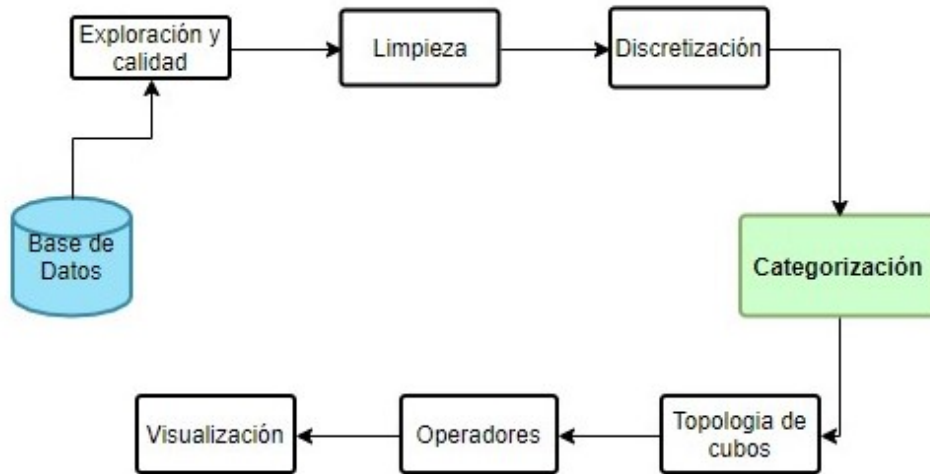 Exploración y
calidad
Limpieza
Discretización
Base de
Datos
Categorización
Visualización
Operadores
Topologia de
cubos